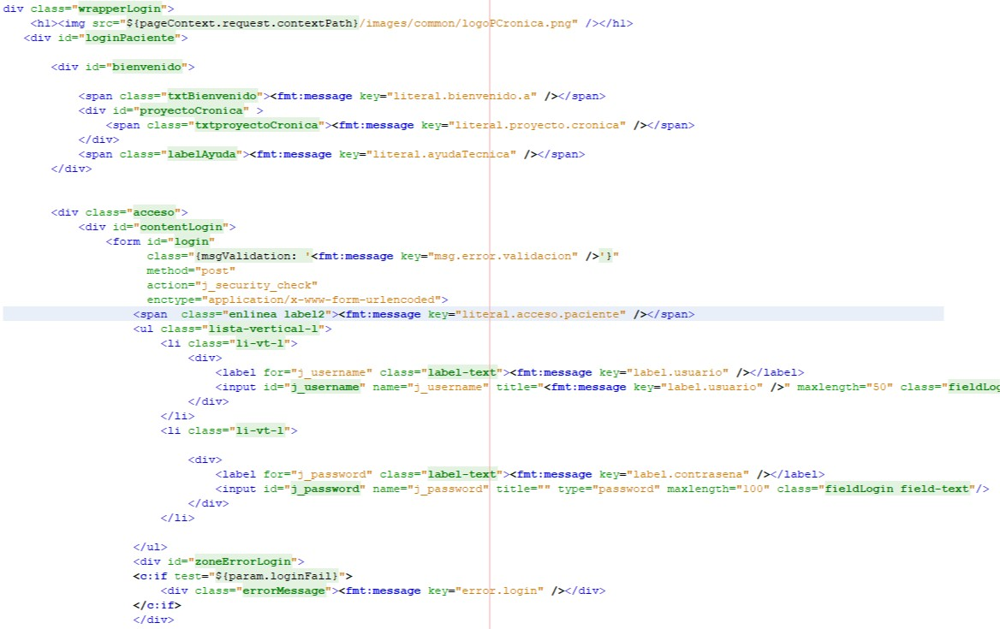 div class="wrapperLogin">
<h1><img src="${pageContext.request.contextPath}/images/common/logoPCronica.png" /></h1>
<div id="loginPaciente">
<div id="bienvenido">
<span class="txtBienvenido"><fmt:message key="literal.bienvenido.a" /></span>
<div id="proyectoCronica" >
<span class="txtproyectoCronica"><fmt:message key="literal.proyecto.cronica" /></span>
</div>
<span class="labelAyuda"><fmt:message key="literal.ayudaTecnica" /></span>
</div>
<div class="acceso">
<div id="contentLogin">
<form id="login"
class="{msgValidation: '<fmt:message key="msg.error.validacion" />'}"
method="post"
action="j_security_check"
enctype="application/x-www-form-urlencoded">
<span  class="enlinea label2"><fmt:message key="literal.acceso.paciente" /></span>
<ul class="lista-vertical-l">
<li class="li-vt-l">
<div>
<label for="j_username" class="label-text"><fmt:message key="label.usuario" /></label>
<input id="j_username" name="j_username" title="<fmt:message key="label.usuario" />" maxlength="50" class="fieldLog
</div>
</li>
<li class="li-vt-l">
<div>
<label for="j_password" class="label-text"><fmt:message key="label.contrasena" /></label>
<input id="j_password" name="j_password" title="" type="password" maxlength="100" class="fieldLogin field-text"/>
</div>
</li>
</ul>
<div id="zoneErrorLogin">
<c:if test="${param.loginFail}">
<div class="errorMessage"><fmt:message key="error.login" /></div>
</c:if>
</div>